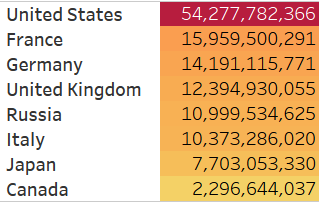 United States 54,277,782,366
France 15,959,500,291
Germany 14,191,115,771
United Kingdom 12,394,930,055
Russia 10,999,534,625
Italy 10,373,286,020
Japan 7,703,053,330
Canada 2,296,644,037